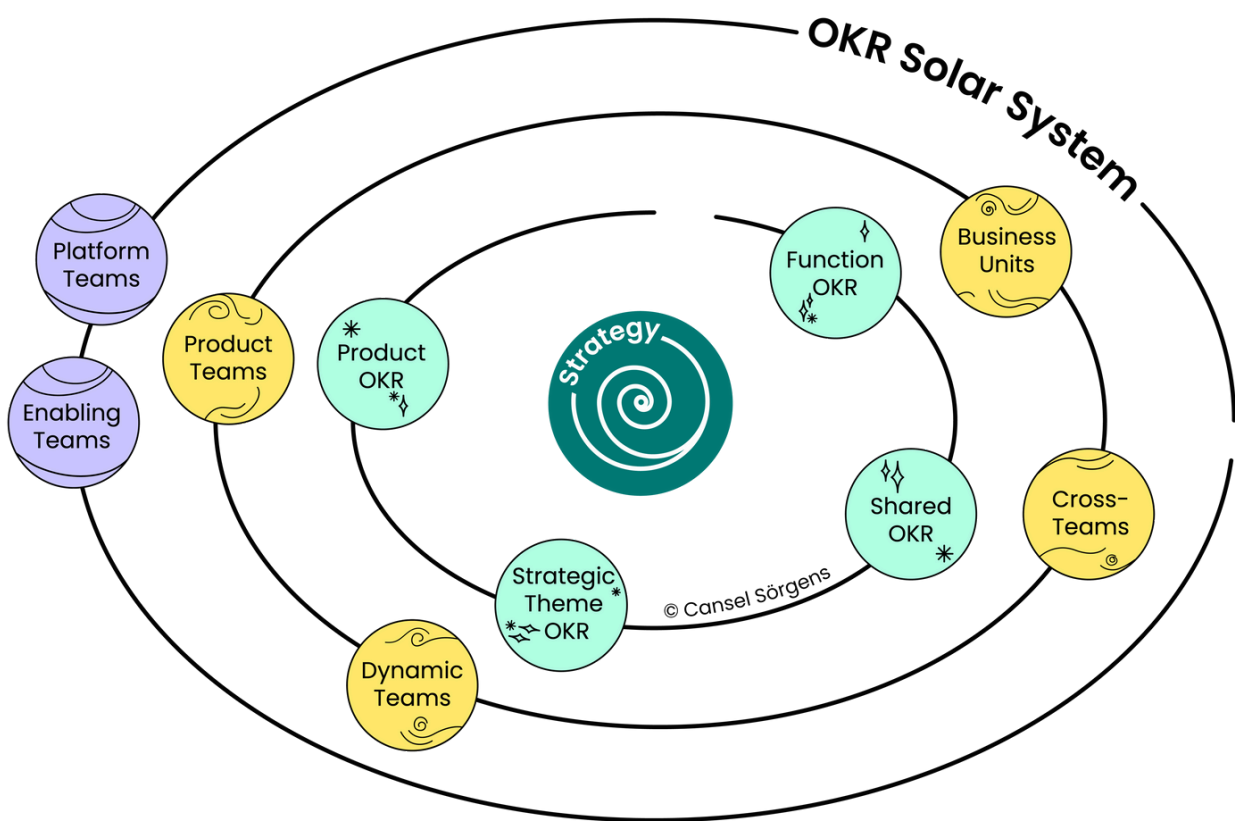 OKR Solar System
Platform
Teams
Enabling
Teams
Product
Teams
Product
OKR
Strategy
Function
OKR
Business
Units
Shared
OKR
Cross-
Teams
Strategic
Theme
OKR
© Cansel Sörgens
Dynamic
Teams